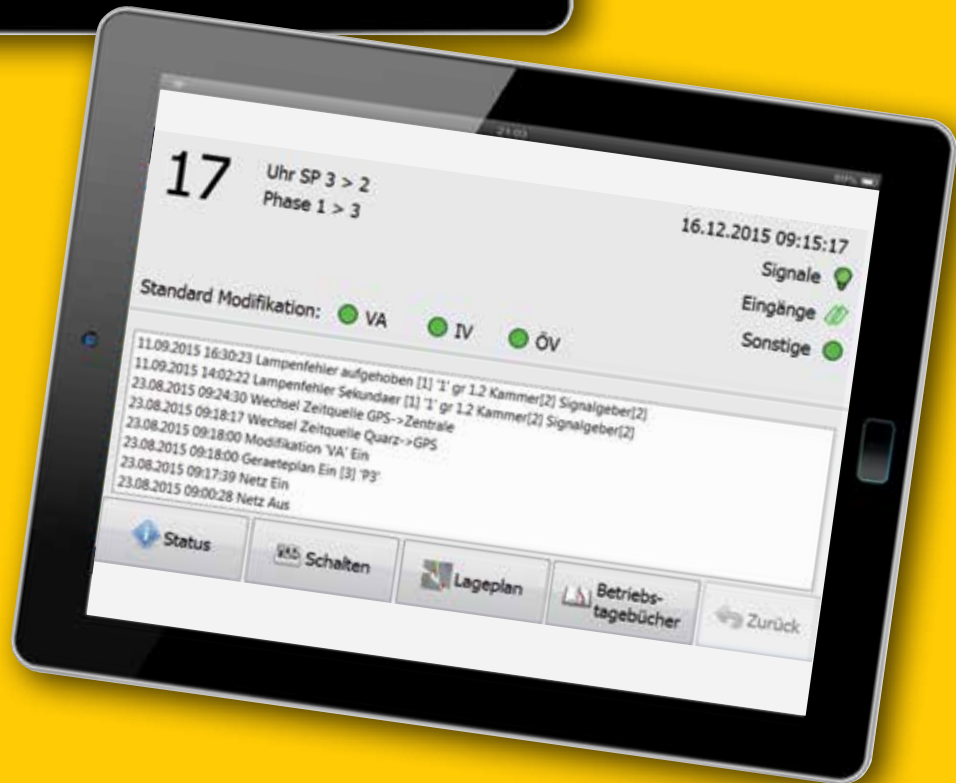 21:03
17
Uhr SP 3 > 2
Phase 1 > 3
16.12.2015 09:15:17
Signale
Eingänge
Sonstige
Standard Modifikation: VA IV ÖV
11.09.2015 16:30:23 Lampenfehler aufgehoben [1] '1' gr 1.2 Kammer[2] Signalgeber[2]
11.09.2015 14:02:22 Lampenfehler Sekundaer [1] '1' gr 1.2 Kammer[2] Signalgeber[2]
23.08.2015 09:24:30 Wechsel Zeitquelle GPS->Zentrale
23.08.2015 09:18:17 Wechsel Zeitquelle Quarz->GPS
23.08.2015 09:18:00 Modifikation 'VA' Ein
23.08.2015 09:18:00 Geraeteplan Ein [3] 'P3'
23.08.2015 09:17:39 Netz Ein
23.08.2015 09:00:28 Netz Aus
Status
Schalten
Lageplan
Betriebs-
tagebücher
Zurück